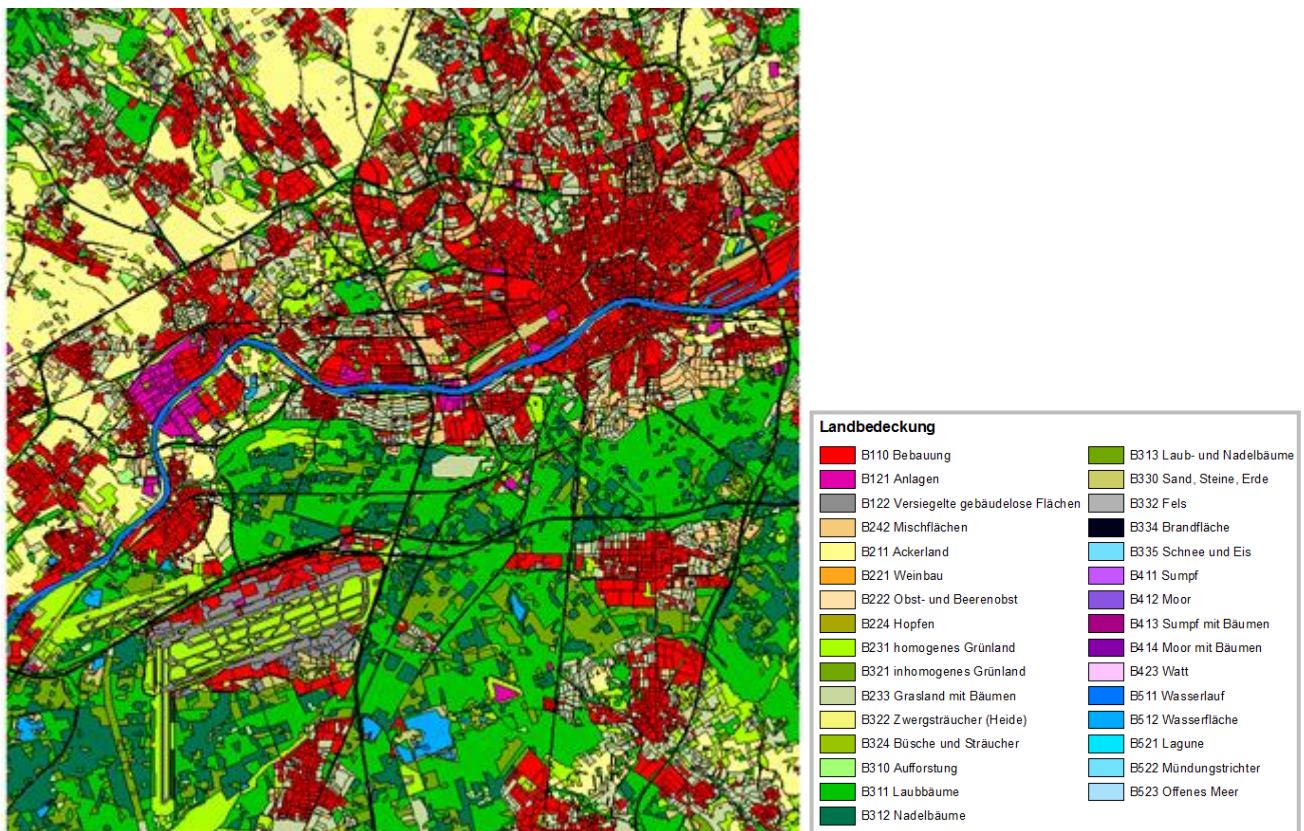 Landbedeckung
B110 Bebauung
B121 Anlagen
B122 Versiegelte gebäudelose Flächen
B242 Mischflächen
B211 Ackerland
B221 Weinbau
B222 Obst- und Beerenobst
B224 Hopfen
B231 homogenes Grünland
B321 inhomogenes Grünland
B233 Grasland mit Bäumen
B322 Zwergsträucher (Heide)
B324 Büsche und Sträucher
B310 Aufforstung
B311 Laubbäume
B312 Nadelbäume
B313 Laub- und Nadelbäume
B330 Sand, Steine, Erde
B332 Fels
B334 Brandfläche
B335 Schnee und Eis
B411 Sumpf
B412 Moor
B413 Sumpf mit Bäumen
B414 Moor mit Bäumen
B423 Watt
B511 Wasserlauf
B512 Wasserfläche
B521 Lagune
B522 Mündungstrichter
B523 Offenes Meer